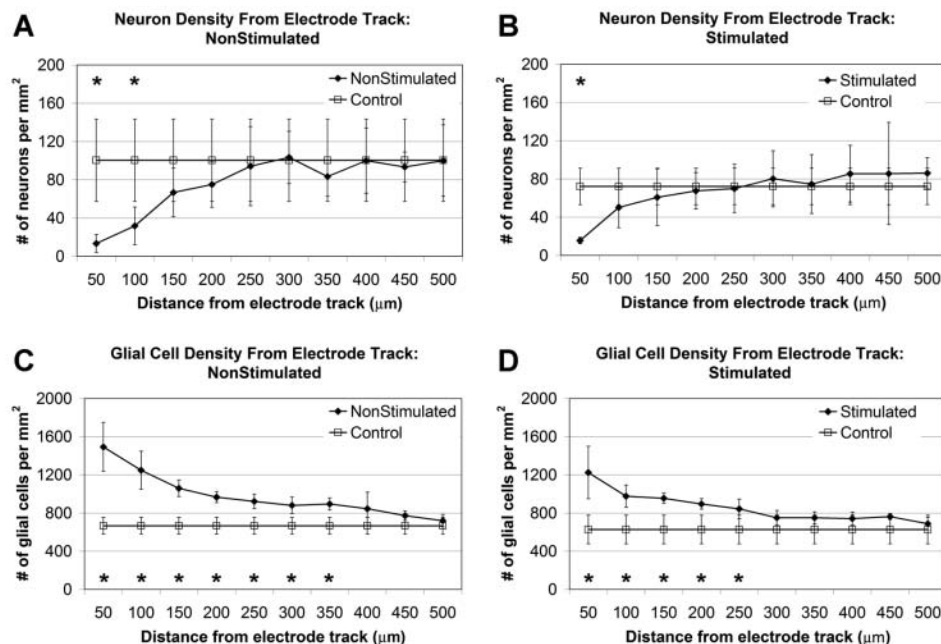 A
Neuron Density From Electrode Track:
NonStimulated
# of neurons per mm²
200
160
120
80
40
0
* *
NonStimulated
Control
50 100 150 200 250 300 350 400 450 500
Distance from electrode track (μm)
B
Neuron Density From Electrode Track:
Stimulated
# of neurons per mm²
200
160
120
80
40
0
*
Stimulated
Control
50 100 150 200 250 300 350 400 450 500
Distance from electrode track (μm)
C
Glial Cell Density From Electrode Track:
NonStimulated
# of glial cells per mm²
2000
1600
1200
800
400
0
NonStimulated
Control
* * * * * * *
50 100 150 200 250 300 350 400 450 500
Distance from electrode track (μm)
D
Glial Cell Density From Electrode Track:
Stimulated
# of glial cells per mm²
2000
1600
1200
800
400
0
Stimulated
Control
* * * * *
50 100 150 200 250 300 350 400 450 500
Distance from electrode track (μm)